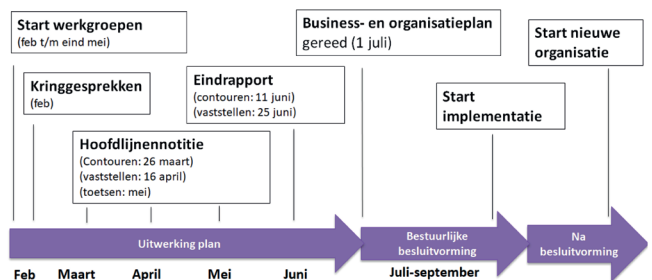 Start werkgroepen
(feb t/m eind mei)
Kringgesprekken
(feb)
Hoofdlijnennotitie
(Contouren: 26 maart)
(vaststellen: 16 april)
(toetsen: mei)
Eindrapport
(contouren: 11 juni)
(vaststellen: 25 juni)
Business- en organisatieplan
gereed (1 juli)
Start
implementatie
Start nieuwe
organisatie
Uitwerking plan
Bestuurlijke
besluitvorming
Na
besluitvorming
Feb
Maart
April
Mei
Juni
Juli-september